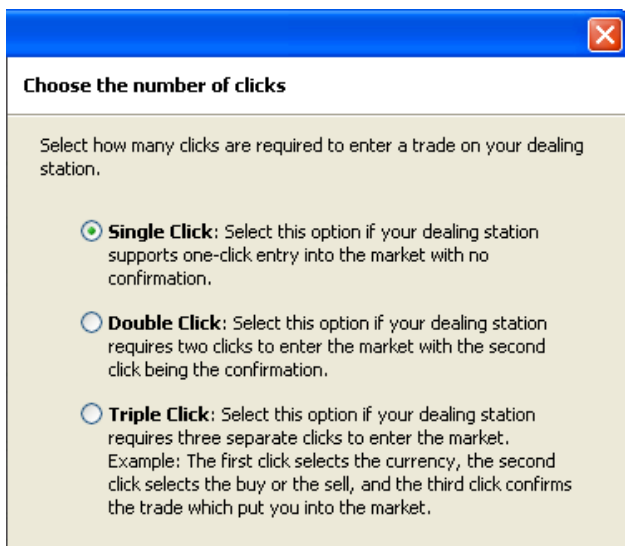 Choose the number of clicks
Select how many clicks are required to enter a trade on your dealing
station.
Single Click: Select this option if your dealing station
supports one-click entry into the market with no
confirmation.
Double Click: Select this option if your dealing station
requires two clicks to enter the market with the second
click being the confirmation.
Triple Click: Select this option if your dealing station
requires three separate clicks to enter the market.
Example: The first click selects the currency, the second
click selects the buy or the sell, and the third click confirms
the trade which put you into the market.